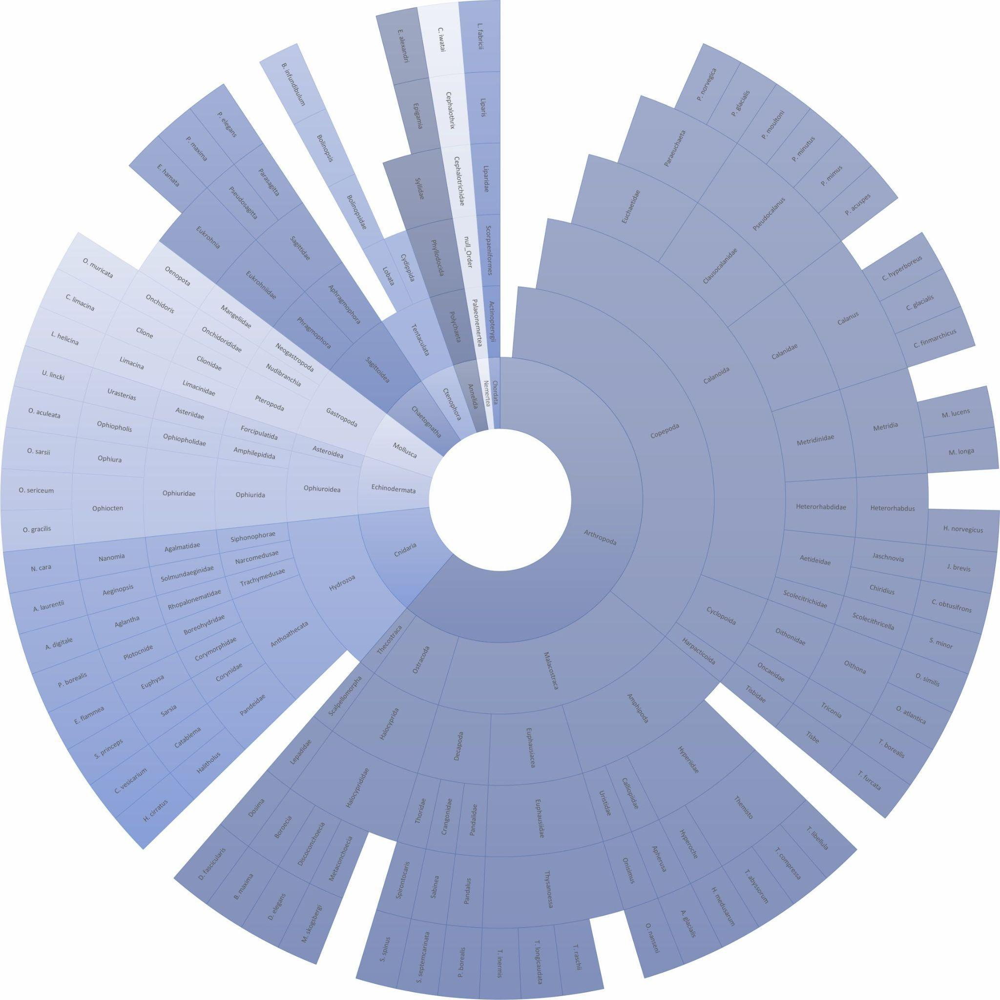 Arthropoda
Copepoda
Calanoida
Euchaetidae
Paraeuchaeta
P. norvegica
P. glacialis
Clausocalanidae
Pseudocalanus
P. moultoni
P. minutus
P. mimus
P. acuspes
Calanidae
Calanus
C. hyperboreus
C. glacialis
C. finmarchicus
Metridinidae
Metridia
M. lucens
M. longa
Heterorhabdidae
Heterorhabdus
H. norvegicus
Aetideidae
Jaschnovia
J. brevis
Chiridius
C. obtusifrons
Scolecitrichidae
Scolecithricella
S. minor
Cyclopoida
Oithonidae
Oithona
O. similis
O. atlantica
Oncaeidae
Triconia
T. borealis
Harpacticoida
Tisbidae
Tisbe
T. furcata
Malacostraca
Amphipoda
Hyperiidae
Themisto
T. libellula
T. compressa
T. abyssorum
Hyperoche
H. medusarum
Calliopiidae
Apherusa
A. glacialis
Uristidae
Onisimus
O. nanseni
Euphausiacea
Euphausiidae
Thysanoessa
T. raschii
T. longicaudata
T. inermis
Decapoda
Pandalidae
Pandalus
P. borealis
Crangonidae
Sabinea
S. septemcarinata
Thoridae
Spirontocaris
S. spinus
Ostracoda
Halocyprida
Halocyprididae
Metaconchoecia
M. skogsbergi
Discoconchoecia
D. elegans
Boroecia
B. maxima
Thecostraca
Scalpellomorpha
Lepadidae
Dosima
D. fascicularis
Cnidaria
Hydrozoa
Anthoathecata
Pandeidae
Halitholus
H. cirratus
Catablema
C. vesicarium
Corynidae
Sarsia
S. princeps
Corymorphidae
Euphysa
E. flammea
Boreohydridae
Plotocnide
P. borealis
Trachymedusae
Rhopalonematidae
Aglantha
A. digitale
Narcomedusae
Solmundaeginidae
Aeginopsis
A. laurentii
Siphonophorae
Agalmatidae
Nanomia
N. cara
Echinodermata
Ophiuroidea
Ophiurida
Ophiuridae
Ophiocten
O. gracilis
O. sericeum
Ophiura
O. sarsii
Amphilepidida
Ophiopholidae
Ophiopholis
O. aculeata
Asteroidea
Forcipulatida
Asteriidae
Urasterias
U. lincki
Mollusca
Gastropoda
Pteropoda
Limacinidae
Limacina
L. helicina
Clionidae
Clione
C. limacina
Nudibranchia
Onchidorididae
Onchidoris
O. muricata
Neogastropoda
Mangeliidae
Oenopota
Chaetognatha
Sagittoidea
Phragmophora
Eukrohniidae
Eukrohnia
E. hamata
Aphragmophora
Sagittidae
Pseudosagitta
P. maxima
Parasagitta
P. elegans
Ctenophora
Tentaculata
Lobata
Bolinopsidae
Bolinopsis
B. infundibulum
Cydippida
Annelida
Polychaeta
Phyllodocida
Syllidae
Epigamia
E. alexandri
Nemertea
Palaeonemertea
null_Order
Cephalotrichidae
Cephalothrix
C. iwatai
Chordata
Actinopterygii
Scorpaeniformes
Liparidae
Liparis
L. fabricii